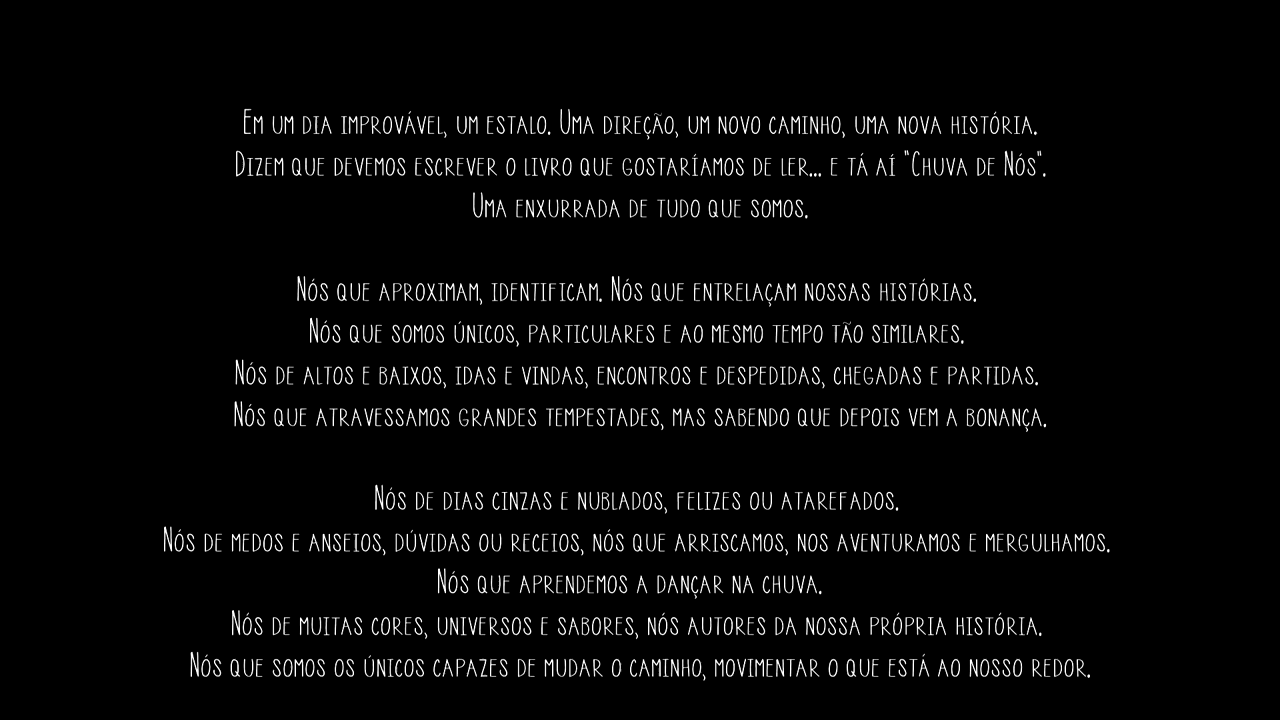 Em um dia improvável, um estalo. Uma direção, um novo caminho, uma nova história.
Dizem que devemos escrever o livro que gostaríamos de ler... e tá aí "Chuva de Nós".
Uma enxurrada de tudo que somos.
Nós que aproximam, identificam. Nós que entrelaçam nossas histórias.
Nós que somos únicos, particulares e ao mesmo tempo tão similares.
Nós de altos e baixos, idas e vindas, encontros e despedidas, chegadas e partidas.
Nós que atravessamos grandes tempestades, mas sabendo que depois vem a bonança.
Nós de dias cinzas e nublados, felizes ou atarefados.
Nós de medos e anseios, dúvidas ou receios, nós que arriscamos, nos aventuramos e mergulhamos.
Nós que aprendemos a dançar na chuva.
Nós de muitas cores, universos e sabores, nós autores da nossa própria história.
Nós que somos os únicos capazes de mudar o caminho, movimentar o que está ao nosso redor.